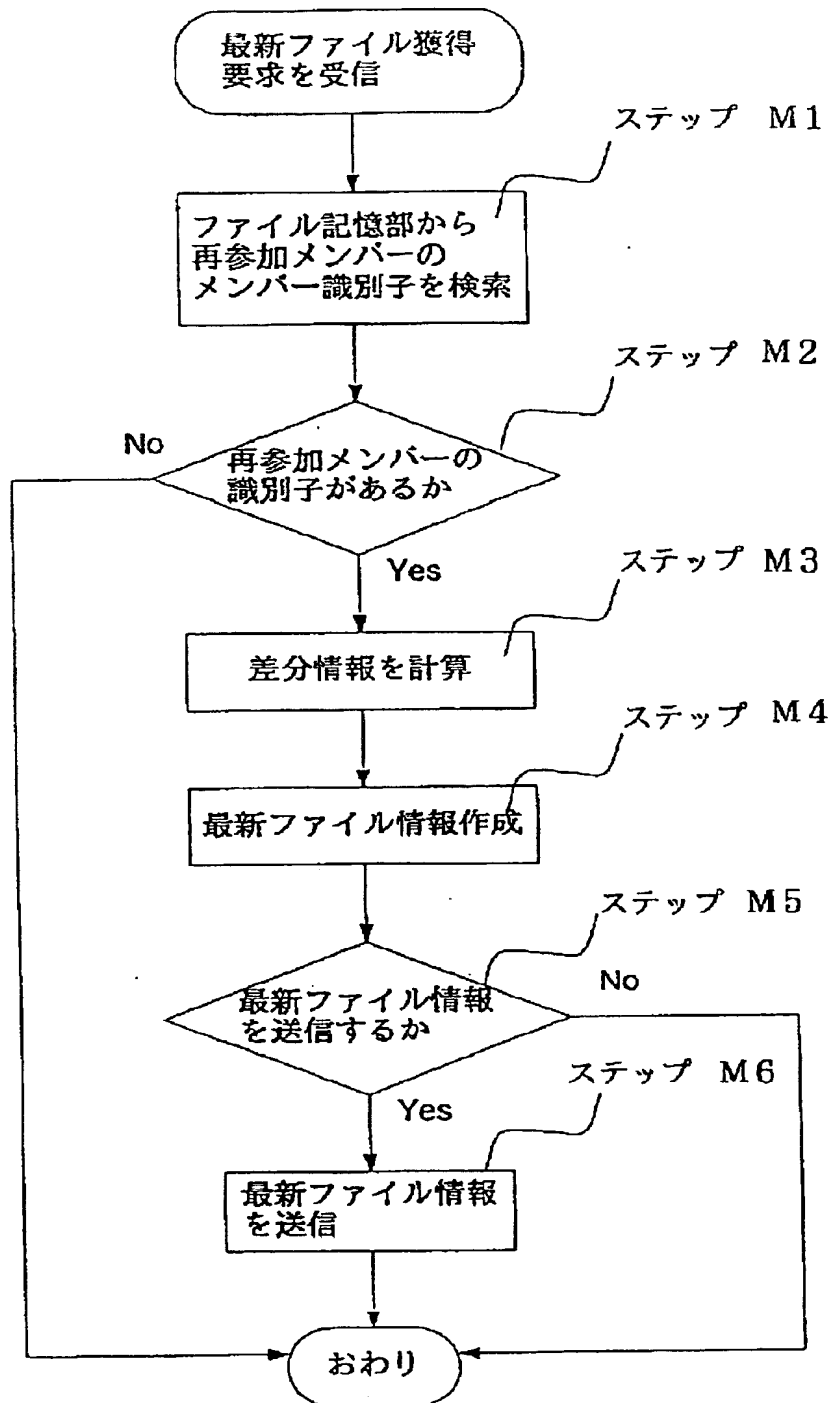 最新ファイル獲得
要求を受信
ステップ M1
ファイル記憶部から
再参加メンバーの
メンバー識別子を検索
ステップ M2
No
再参加メンバーの
識別子があるか
Yes
ステップ M3
差分情報を計算
ステップ M4
最新ファイル情報作成
ステップ M5
最新ファイル情報
を送信するか
No
ステップ M6
Yes
最新ファイル情報
を送信
おわり